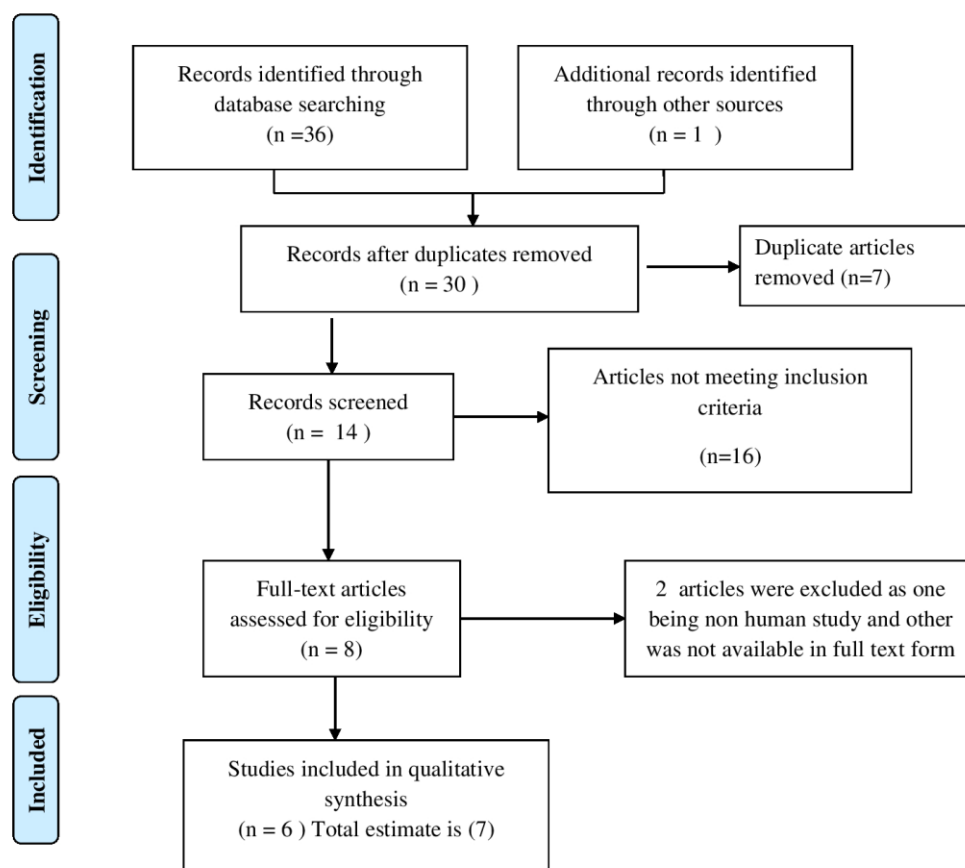 Identification
Records identified through
database searching
(n =36)
Additional records identified
through other sources
(n = 1 )
Records after duplicates removed
(n = 30 )
Duplicate articles
removed (n=7)
Screening
Records screened
(n = 14 )
Articles not meeting inclusion
criteria
(n=16)
Eligibility
Full-text articles
assessed for eligibility
(n = 8)
2 articles were excluded as one
being non human study and other
was not available in full text form
Included
Studies included in qualitative
synthesis
(n = 6 ) Total estimate is (7)